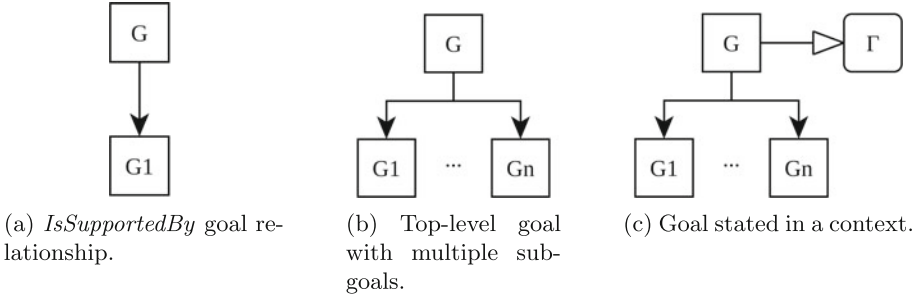 G
G1
G
G1 ... Gn
G Γ
G1 ... Gn
(a) IsSupportedBy goal re-
lationship.
(b) Top-level goal
with multiple sub-
goals.
(c) Goal stated in a context.